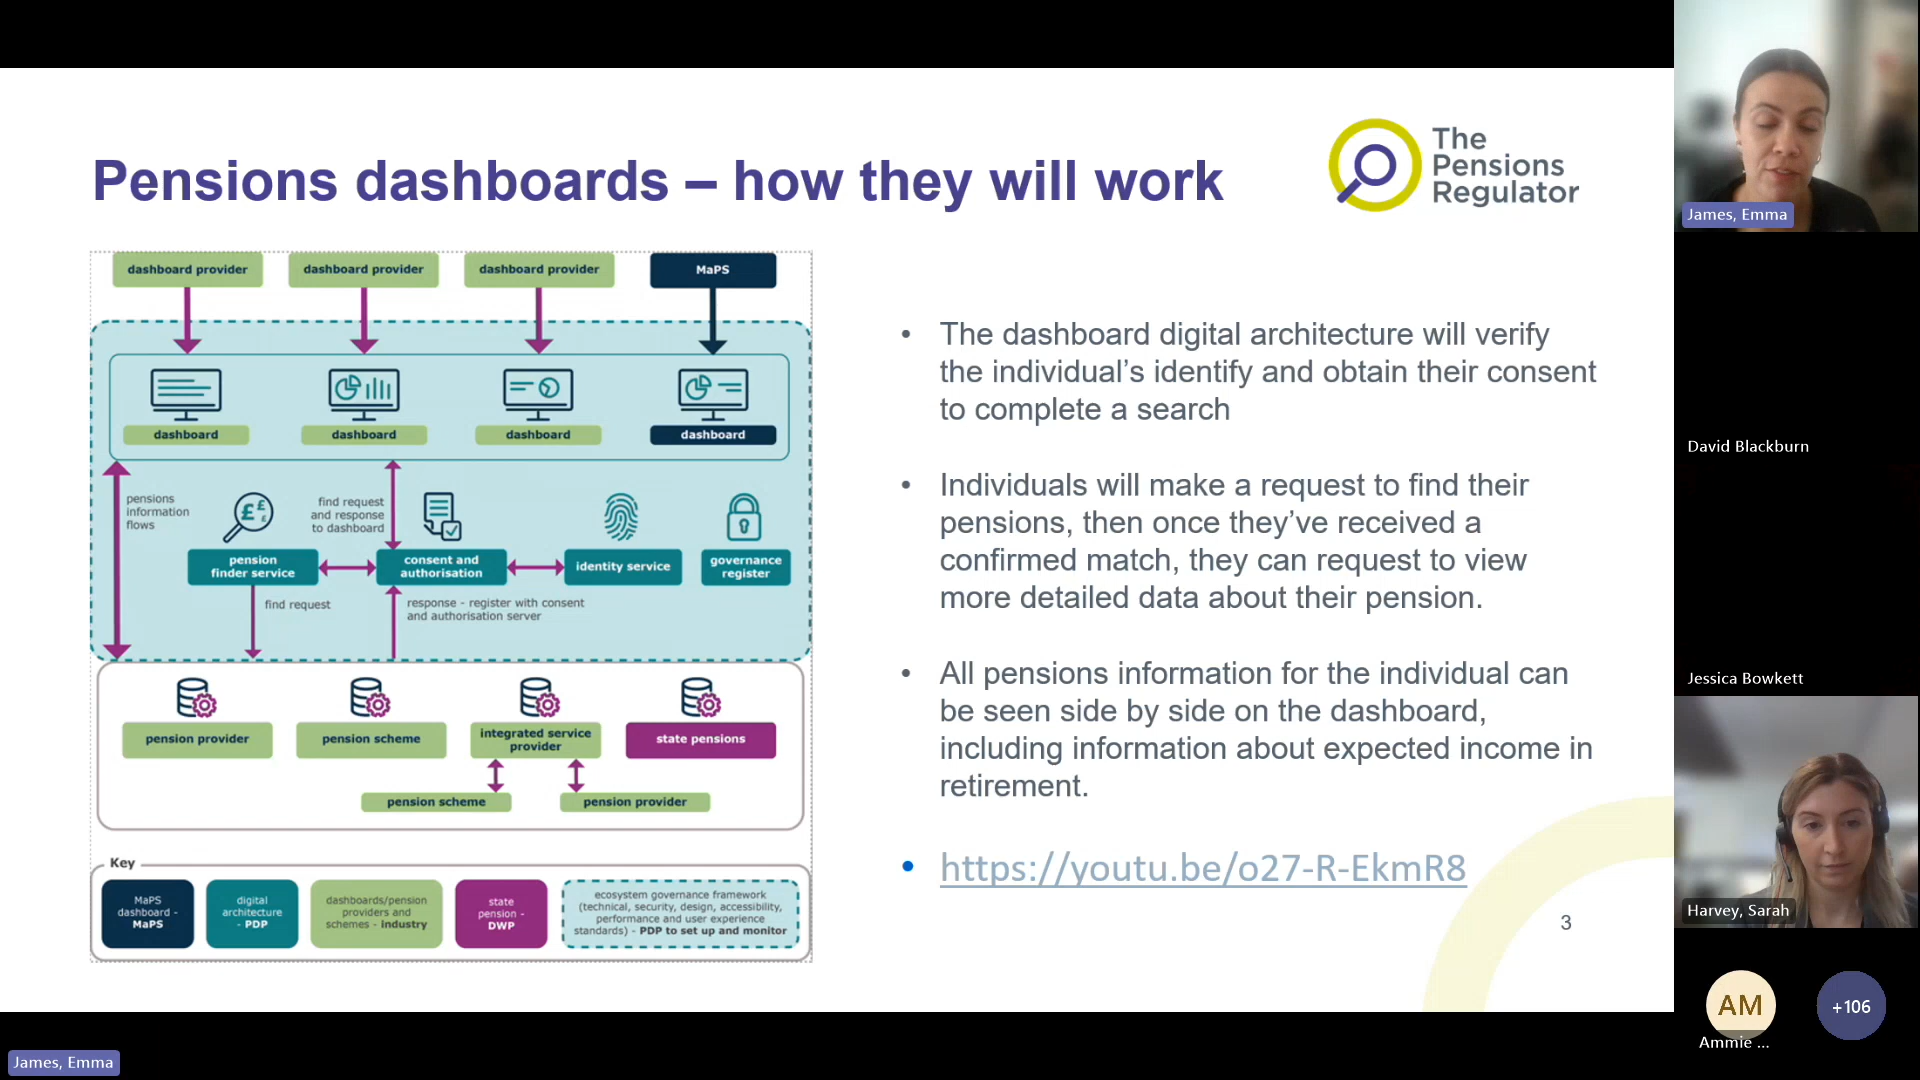 Pensions dashboards – how they will work
The
Pensions
Regulator
dashboard provider
dashboard provider
dashboard provider
MaPS
dashboard
dashboard
dashboard
dashboard
pensions
information
flows
find request
and response
to dashboard
pension
finder service
consent and
authorisation
identity service
governance
register
find request
response - register with consent
and authorisation server
pension provider
pension scheme
integrated service
provider
state pensions
pension scheme
pension provider
Key
MaPS
dashboard -
MaPS
digital
architecture
- PDP
dashboards/pension
providers and
schemes - industry
state
pension -
DWP
ecosystem governance framework
(technical, security, design, accessibility,
performance and user experience
standards) - PDP to set up and monitor
• The dashboard digital architecture will verify
the individual’s identify and obtain their consent
to complete a search
• Individuals will make a request to find their
pensions, then once they’ve received a
confirmed match, they can request to view
more detailed data about their pension.
• All pensions information for the individual can
be seen side by side on the dashboard,
including information about expected income in
retirement.
• https://youtu.be/o27-R-EkmR8
3
James, Emma
David Blackburn
Jessica Bowkett
Harvey, Sarah
AM
Ammie ...
+106
James, Emma